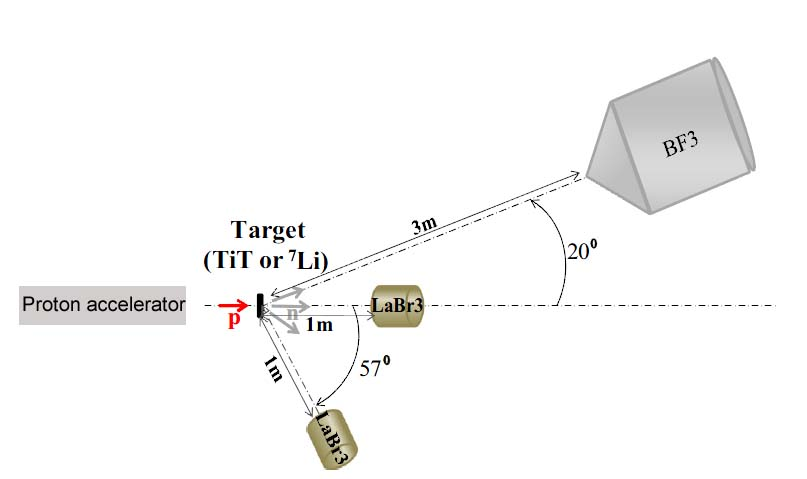 BF3
3m
Target
(TiT or ⁷Li)
20⁰
Proton accelerator
p
n
LaBr3
1m
57⁰
1m
LaBr3